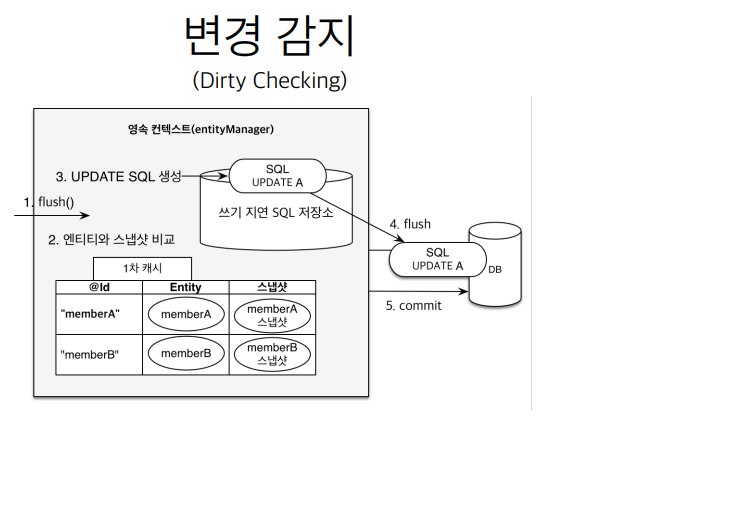 변경 감지
(Dirty Checking)
영속 컨텍스트(entityManager)
3. UPDATE SQL 생성
SQL
UPDATE A
1. flush()
쓰기 지연 SQL 저장소
4. flush
2. 엔티티와 스냅샷 비교
SQL
UPDATE A
DB
1차 캐시
@Id Entity 스냅샷
5. commit
"memberA" memberA memberA
스냅샷
"memberB" memberB memberB
스냅샷